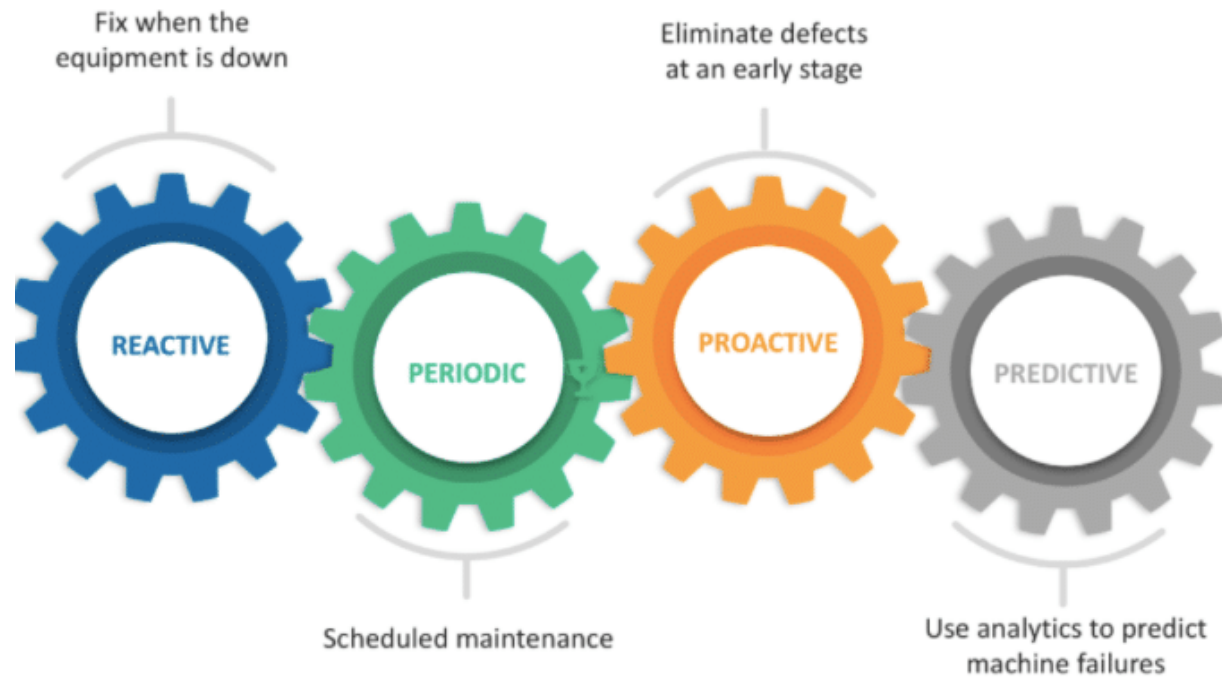 Fix when the
equipment is down
Eliminate defects
at an early stage
REACTIVE
PERIODIC
PROACTIVE
PREDICTIVE
Scheduled maintenance
Use analytics to predict
machine failures